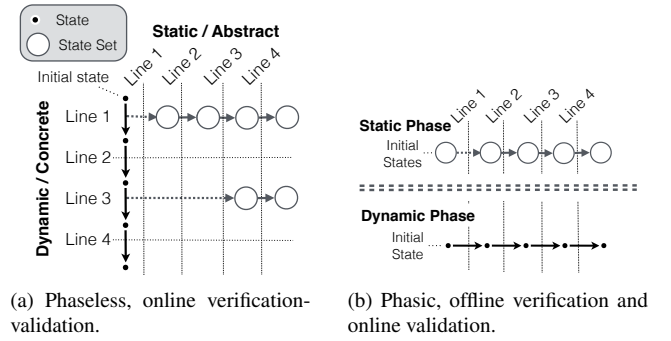 State
State Set
Static / Abstract
Line 1
Line 2
Line 3
Line 4
Initial state
Dynamic / Concrete
Line 1
Line 2
Line 3
Line 4
(a) Phaseless, online verification-
validation.
Line 1
Line 2
Line 3
Line 4
Static Phase
Initial
States
Dynamic Phase
Initial
State
(b) Phasic, offline verification and
online validation.